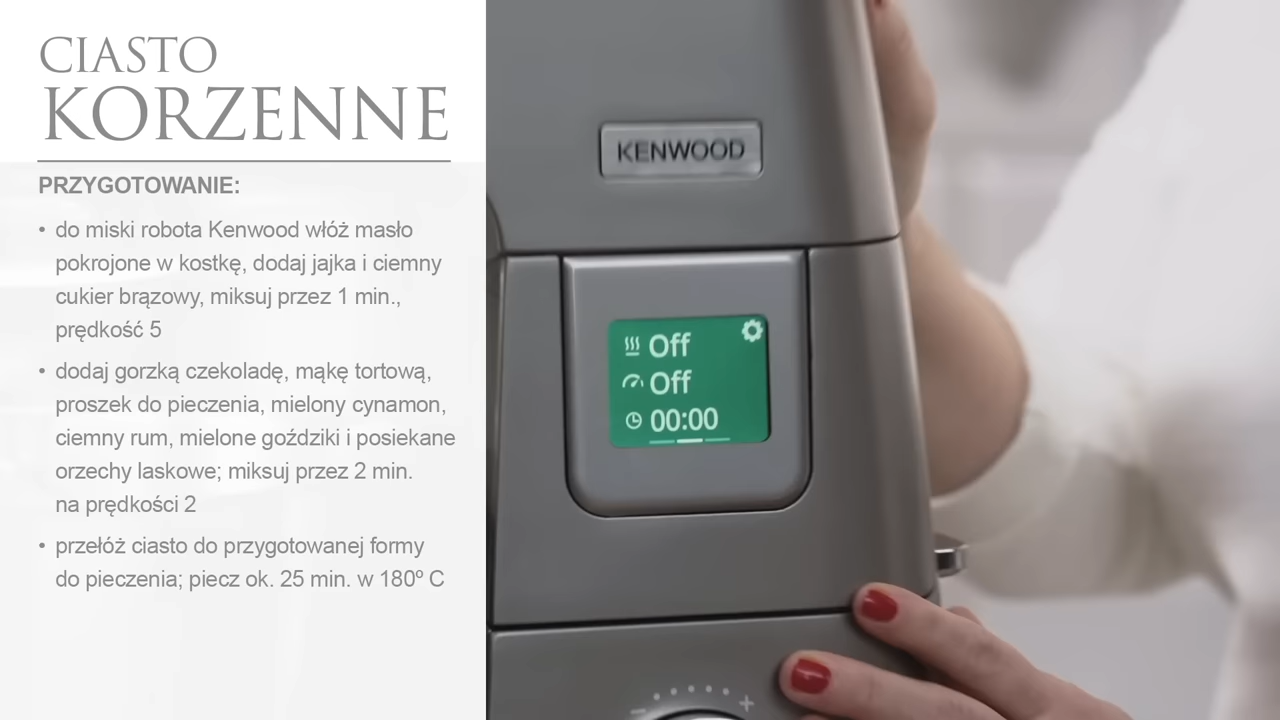 CIASTO
KORZENNE
PRZYGOTOWANIE:
• do miski robota Kenwood włóż masło
pokrojone w kostkę, dodaj jajka i ciemny
cukier brązowy, miksuj przez 1 min.,
prędkość 5
• dodaj gorzką czekoladę, mąkę tortową,
proszek do pieczenia, mielony cynamon,
ciemny rum, mielone goździki i posiekane
orzechy laskowe; miksuj przez 2 min.
na prędkości 2
• przełóż ciasto do przygotowanej formy
do pieczenia; piecz ok. 25 min. w 180º C
KENWOOD
Off
Off
00:00
– +